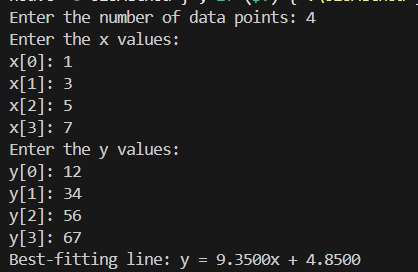 Enter the number of data points: 4
Enter the x values:
x[0]: 1
x[1]: 3
x[2]: 5
x[3]: 7
Enter the y values:
y[0]: 12
y[1]: 34
y[2]: 56
y[3]: 67
Best-fitting line: y = 9.3500x + 4.8500